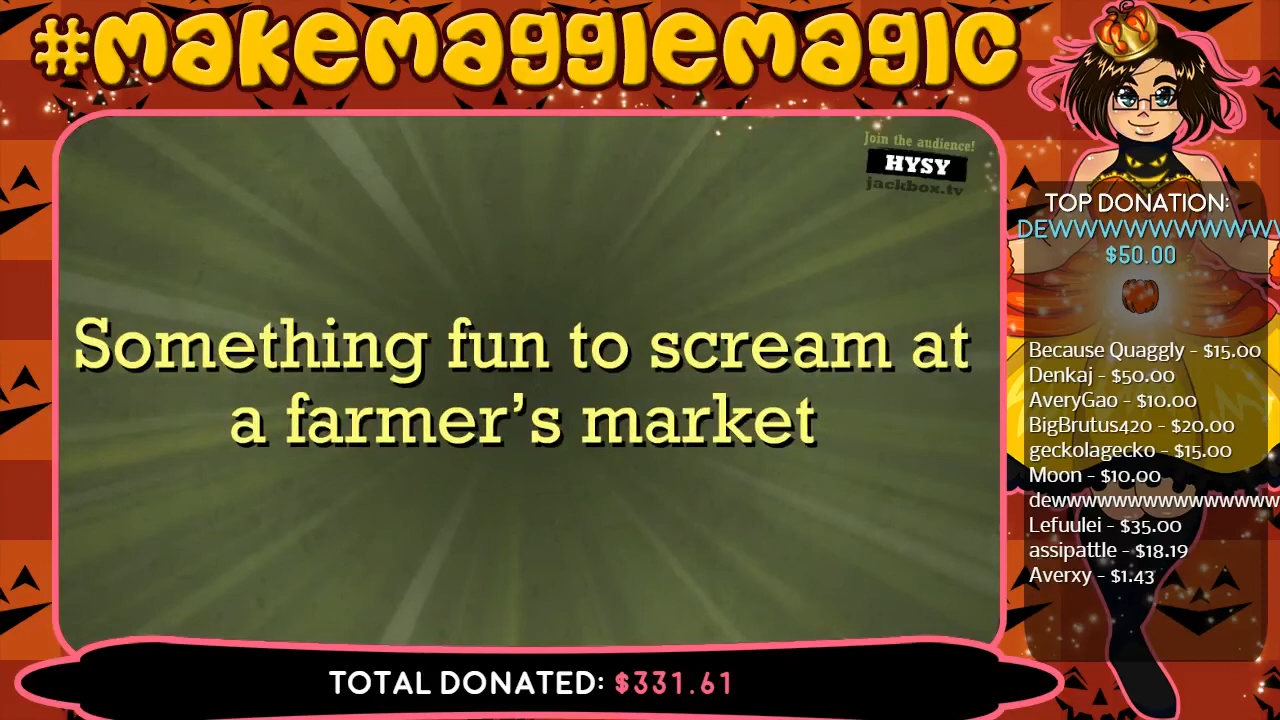 #makemaggiemagic
Join the audience!
HYSY
jackbox.tv
Something fun to scream at
a farmer's market
TOP DONATION:
DEWWWWWWWWWW
$50.00
Because Quaggly - $15.00
Denkaj - $50.00
AveryGao - $10.00
BigBrutus420 - $20.00
geckolagecko - $15.00
Moon - $10.00
dewwwwwwwwwwwwwwww
Lefuulei - $35.00
assipattle - $18.19
Averxy - $1.43
TOTAL DONATED: $331.61